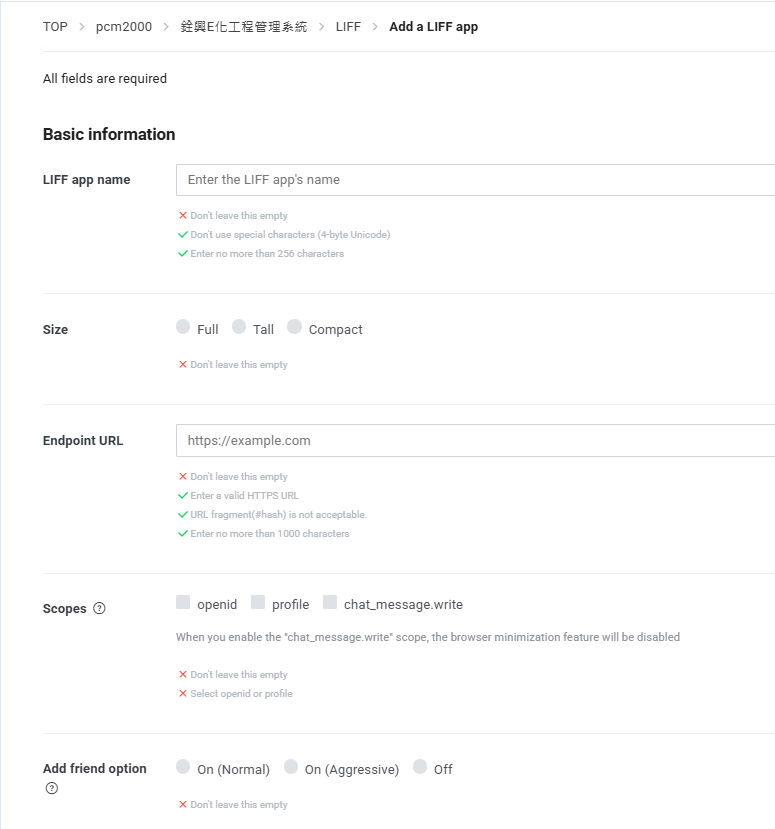 TOP > pcm2000 > 銓興E化工程管理系統 > LIFF > Add a LIFF app
All fields are required
Basic information
LIFF app name
Enter the LIFF app's name
Don't leave this empty
Don't use special characters (4-byte Unicode)
Enter no more than 256 characters
Size
Full Tall Compact
Don't leave this empty
Endpoint URL
https://example.com
Don't leave this empty
Enter a valid HTTPS URL
URL fragment(#hash) is not acceptable.
Enter no more than 1000 characters
Scopes ?
openid profile chat_message.write
When you enable the "chat_message.write" scope, the browser minimization feature will be disabled
Don't leave this empty
Select openid or profile
Add friend option
?
On (Normal) On (Aggressive) Off
Don't leave this empty